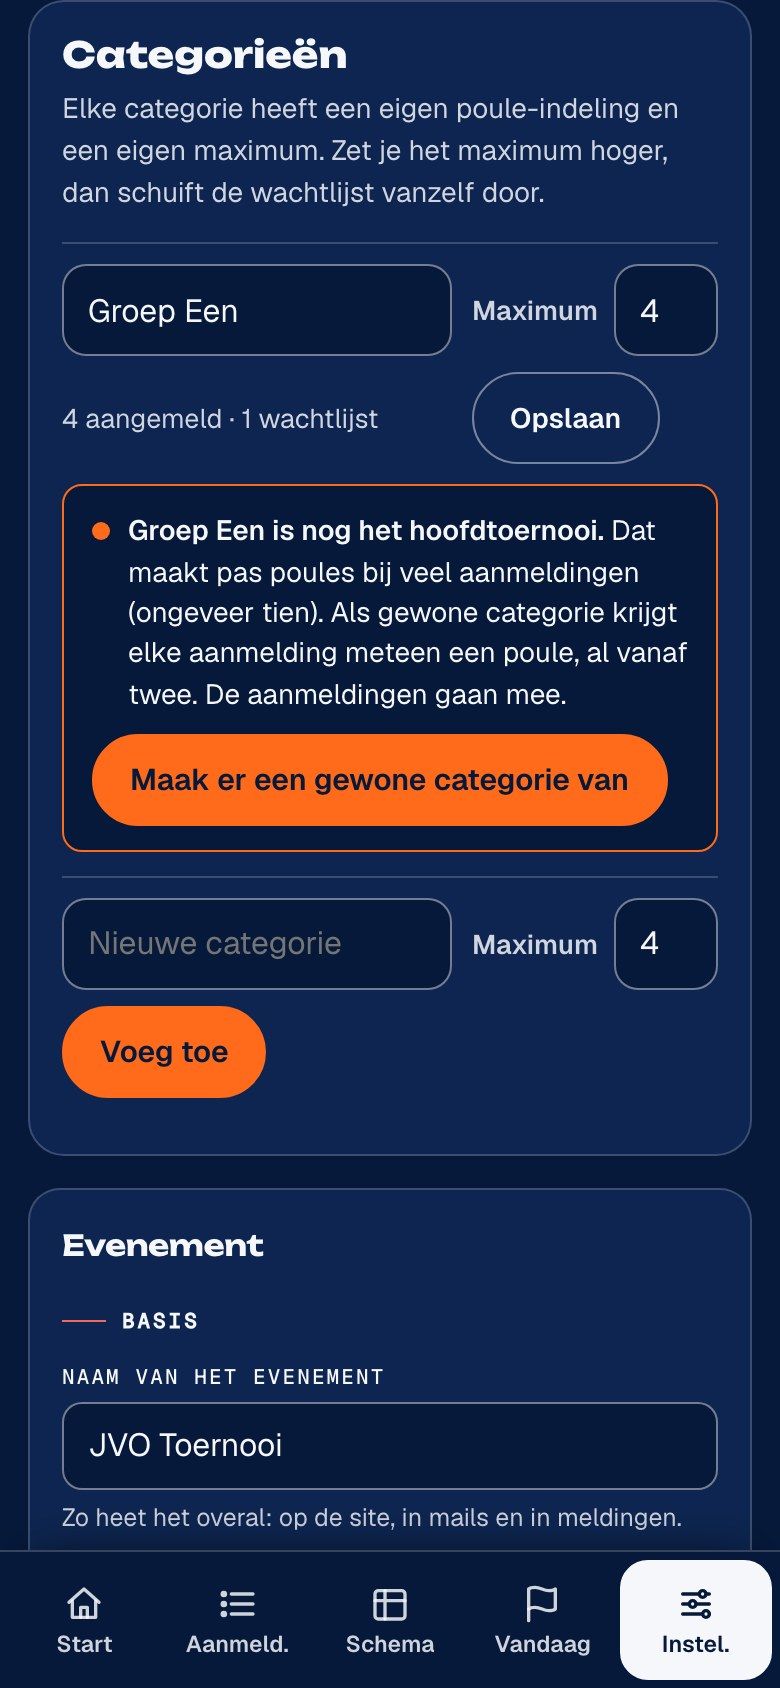 Categorieën
Elke categorie heeft een eigen poule-indeling en
een eigen maximum. Zet je het maximum hoger,
dan schuift de wachtlijst vanzelf door.
Groep Een
Maximum
4
4 aangemeld · 1 wachtlijst
Opslaan
Groep Een is nog het hoofdtoernooi. Dat
maakt pas poules bij veel aanmeldingen
(ongeveer tien). Als gewone categorie krijgt
elke aanmelding meteen een poule, al vanaf
twee. De aanmeldingen gaan mee.
Maak er een gewone categorie van
Nieuwe categorie
Maximum
4
Voeg toe
Evenement
BASIS
NAAM VAN HET EVENEMENT
JVO Toernooi
Zo heet het overal: op de site, in mails en in meldingen.
Start
Aanmeld.
Schema
Vandaag
Instel.